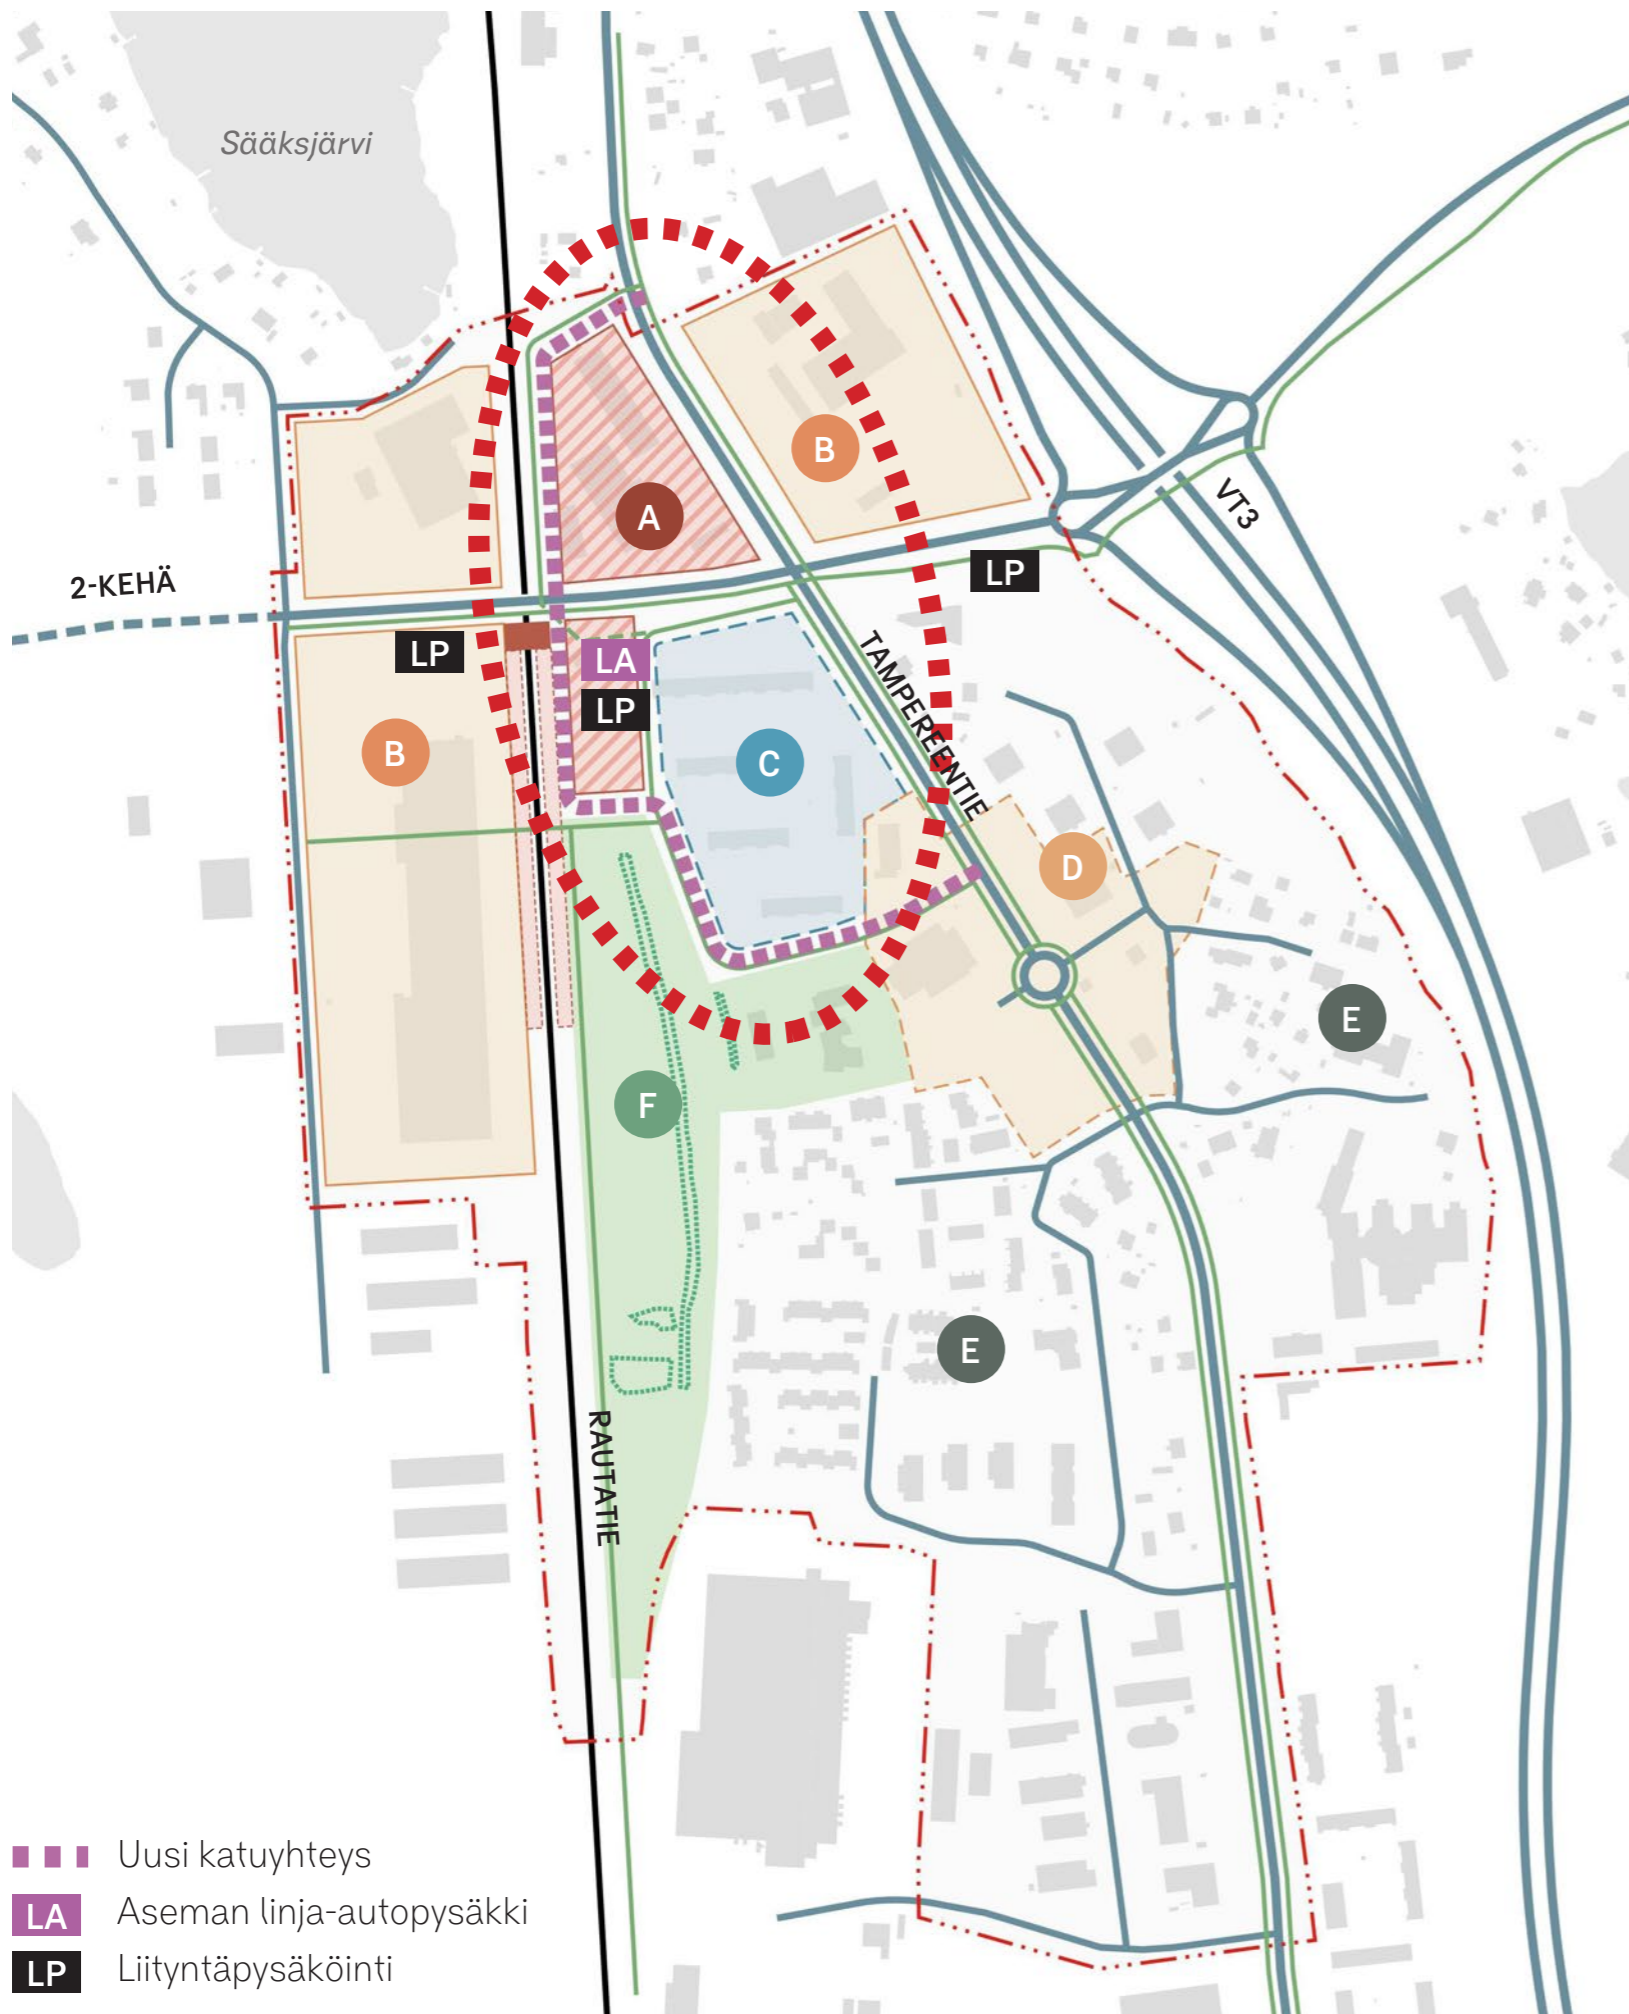 Sääksjärvi
B
A
VT3
2-KEHÄ
LP
LP
LA
LP
TAMPEREENTIE
B
C
D
E
F
E
RAUTATIE
Uusi katuyhteys
LA Aseman linja-autopysäkki
LP Liityntäpysäköinti